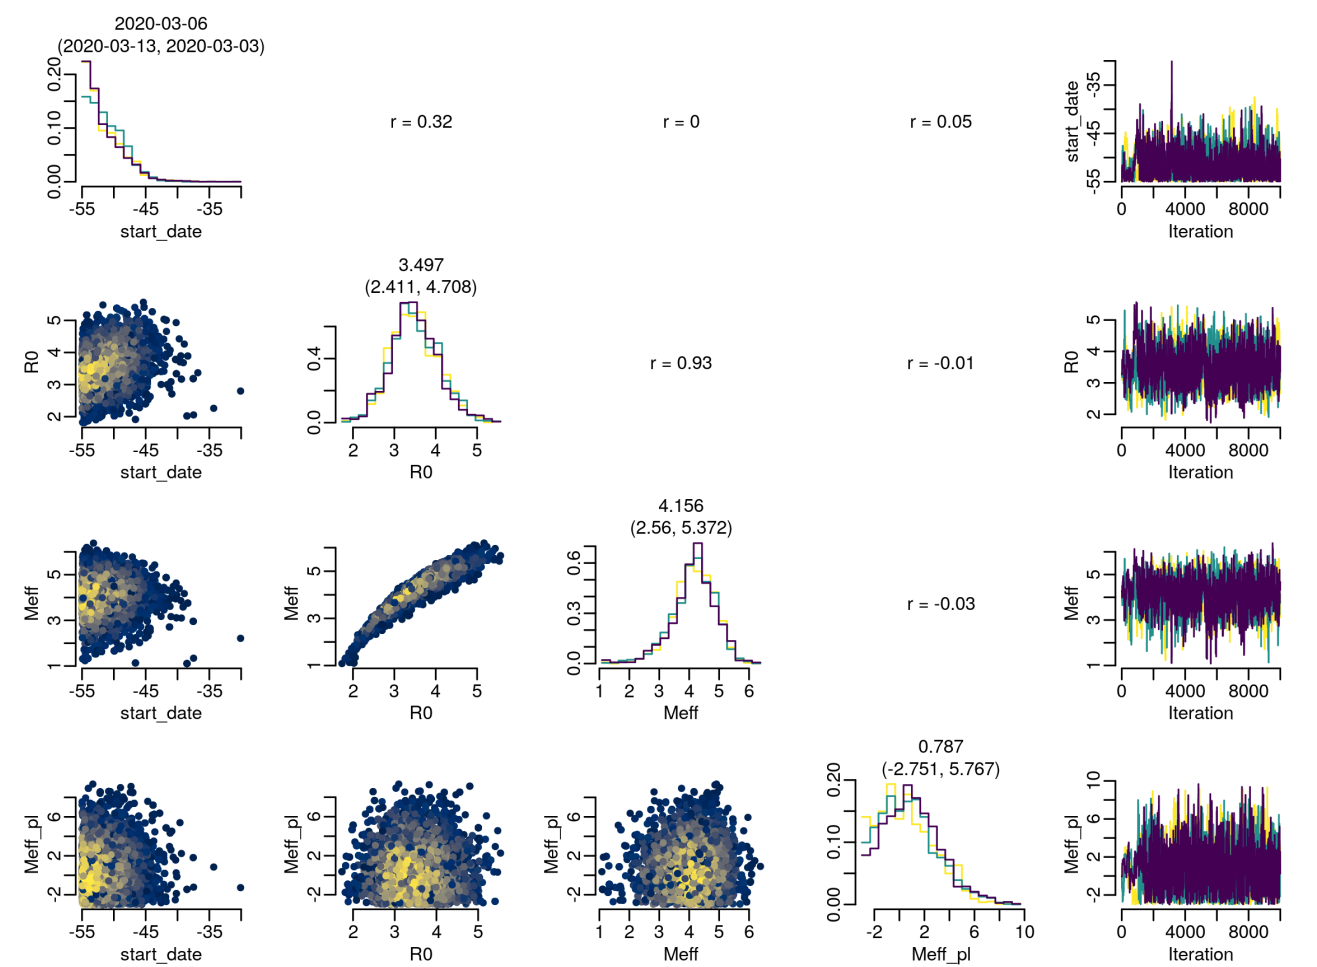 2020-03-06
(2020-03-13, 2020-03-03)
0.00 0.10 0.20
-55 -45 -35
start_date
r = 0.32
r = 0
r = 0.05
start_date
-55 -45 -35
0 4000 8000
Iteration
R0
2 3 4 5
-55 -45 -35
start_date
3.497
(2.411, 4.708)
0.0 0.4
2 3 4 5
R0
r = 0.93
r = -0.01
R0
2 3 4 5
0 4000 8000
Iteration
Meff
1 3 5
-55 -45 -35
start_date
Meff
1 3 5
2 3 4 5
R0
4.156
(2.56, 5.372)
0.0 0.3 0.6
1 2 3 4 5 6
Meff
r = -0.03
Meff
1 3 5
0 4000 8000
Iteration
Meff_pl
-2 2 6
-55 -45 -35
start_date
Meff_pl
-2 2 6
2 3 4 5
R0
Meff_pl
-2 2 6
1 2 3 4 5 6
Meff
0.787
(-2.751, 5.767)
0.00 0.10 0.20
-2 2 6 10
Meff_pl
Meff_pl
-2 2 6 10
0 4000 8000
Iteration